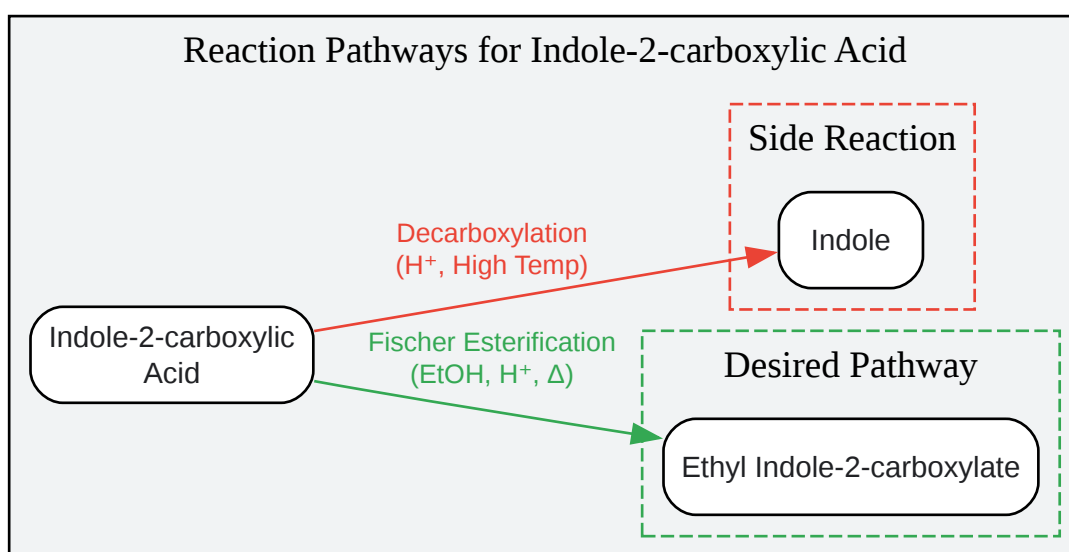 Reaction Pathways for Indole-2-carboxylic Acid
Side Reaction
Indole
Decarboxylation
(H⁺, High Temp)
Indole-2-carboxylic
Acid
Fischer Esterification
(EtOH, H⁺, Δ)
Desired Pathway
Ethyl Indole-2-carboxylate